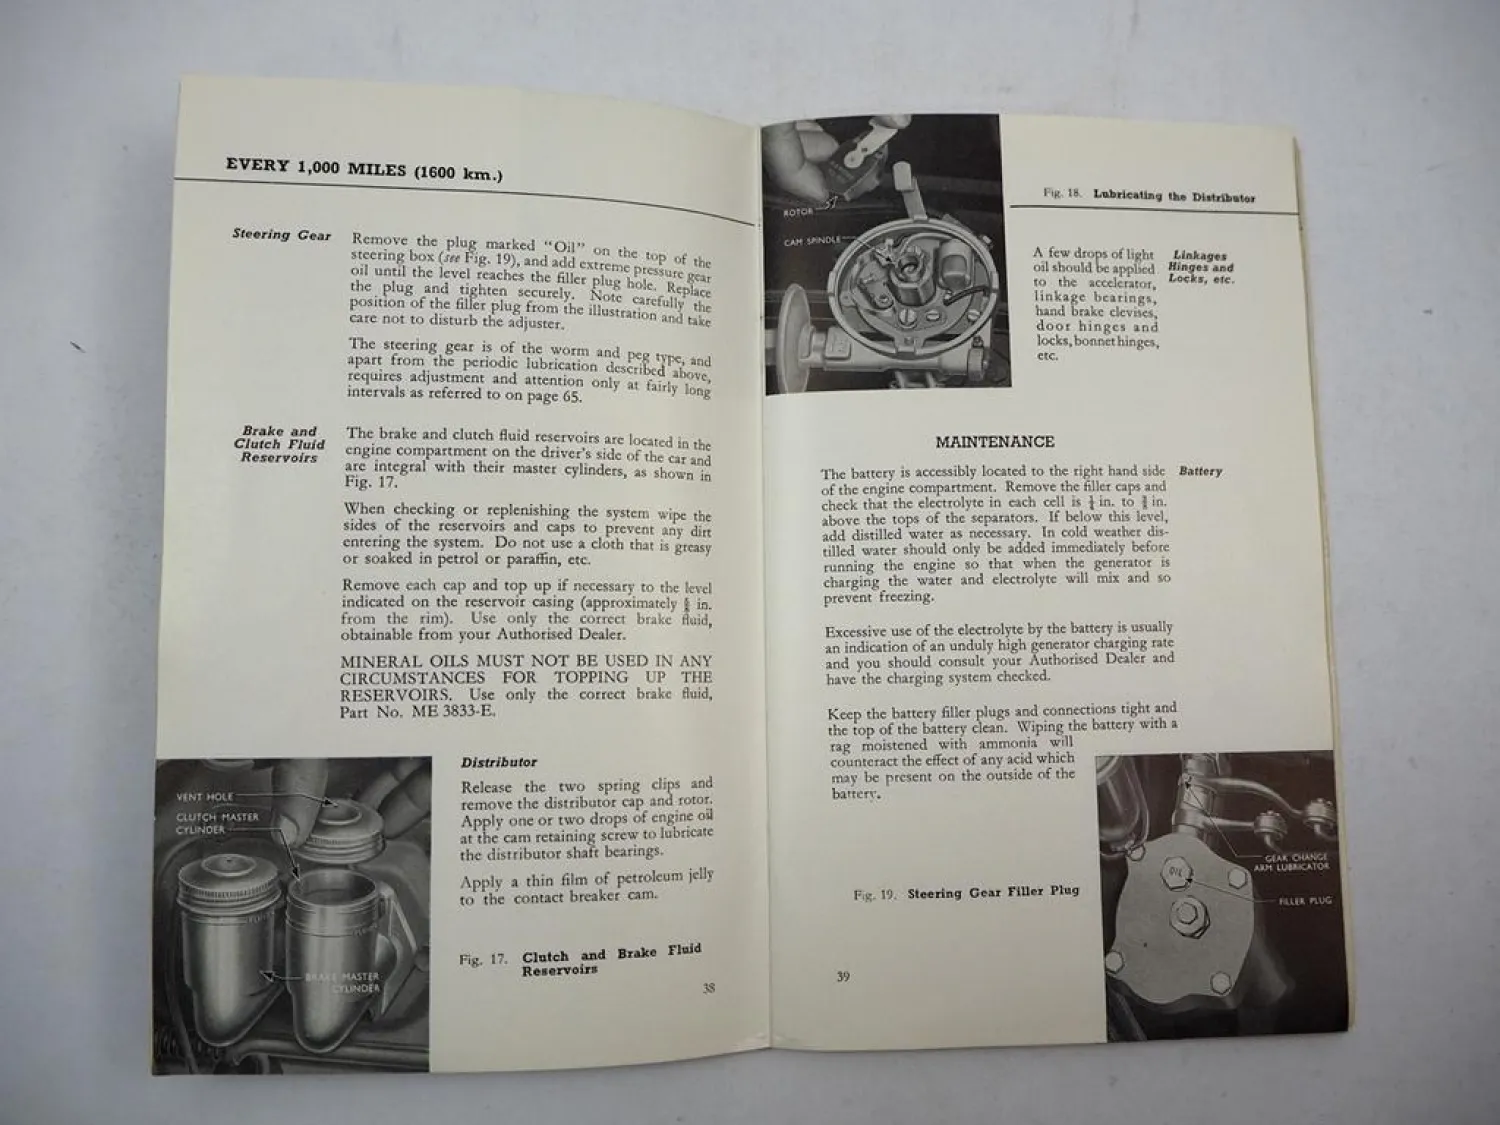 EVERY 1,000 MILES (1600 km.)
Steering Gear
Remove the plug marked “Oil” on the top of the
steering box (see Fig. 19), and add extreme pressure gear
oil until the level reaches the filler plug hole. Replace
the plug and tighten securely. Note carefully the
position of the filler plug from the illustration and take
care not to disturb the adjuster.
The steering gear is of the worm and peg type, and
apart from the periodic lubrication described above,
requires adjustment and attention only at fairly long
intervals as referred to on page 65.
Brake and
Clutch Fluid
Reservoirs
The brake and clutch fluid reservoirs are located in the
engine compartment on the driver’s side of the car and
are integral with their master cylinders, as shown in
Fig. 17.
When checking or replenishing the system wipe the
sides of the reservoirs and caps to prevent any dirt
entering the system. Do not use a cloth that is greasy
or soaked in petrol or paraffin, etc.
Remove each cap and top up if necessary to the level
indicated on the reservoir casing (approximately in.
from the rim). Use only the correct brake fluid,
obtainable from your Authorised Dealer.
MINERAL OILS MUST NOT BE USED IN ANY
CIRCUMSTANCES FOR TOPPING UP THE
RESERVOIRS. Use only the correct brake fluid,
Part No. ME 3833-E.
VENT HOLE
CLUTCH MASTER
CYLINDER
BRAKE MASTER
CYLINDER
Distributor
Release the two spring clips and
remove the distributor cap and rotor.
Apply one or two drops of engine oil
at the cam retaining screw to lubricate
the distributor shaft bearings.
Apply a thin film of petroleum jelly
to the contact breaker cam.
Fig. 17. Clutch and Brake Fluid
Reservoirs
38
ROTOR
CAM SPINDLE
Fig. 18. Lubricating the Distributor
A few drops of light
oil should be applied
to the accelerator,
linkage bearings,
hand brake clevises,
door hinges and
locks, bonnet hinges,
etc.
Linkages
Hinges and
Locks, etc.
MAINTENANCE
The battery is accessibly located to the right hand side
of the engine compartment. Remove the filler caps and
check that the electrolyte in each cell is in. to in.
above the tops of the separators. If below this level,
add distilled water as necessary. In cold weather dis-
tilled water should only be added immediately before
running the engine so that when the generator is
charging the water and electrolyte will mix and so
prevent freezing.
Battery
Excessive use of the electrolyte by the battery is usually
an indication of an unduly high generator charging rate
and you should consult your Authorised Dealer and
have the charging system checked.
Keep the battery filler plugs and connections tight and
the top of the battery clean. Wiping the battery with a
rag moistened with ammonia will
counteract the effect of any acid which
may be present on the outside of the
battery.
Fig. 19. Steering Gear Filler Plug
39
GEAR CHANGE
ARM LUBRICATOR
OIL
FILLER PLUG